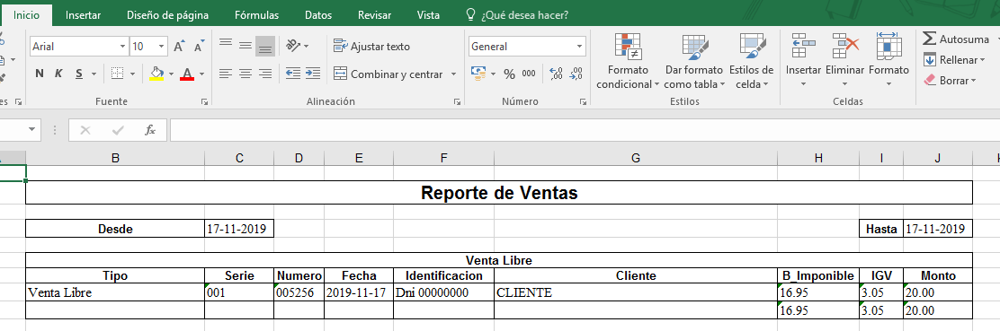 Inicio Insertar Diseño de página Fórmulas Datos Revisar Vista ¿Qué desea hacer?
Arial 10 A A Ajustar texto General Autosuma
N K S A Combinar y centrar % 000 Formato condicional Dar formato como tabla Estilos de celda Insertar Eliminar Formato Rellenar
Borrar
es Fuente Alineación Número Estilos Celdas
fx
B C D E F G H I J
Reporte de Ventas
Desde 17-11-2019 Hasta 17-11-2019
Venta Libre
Tipo Serie Numero Fecha Identificacion Cliente B_Imponible IGV Monto
Venta Libre 001 005256 2019-11-17 Dni 00000000 CLIENTE 16.95 3.05 20.00
16.95 3.05 20.00